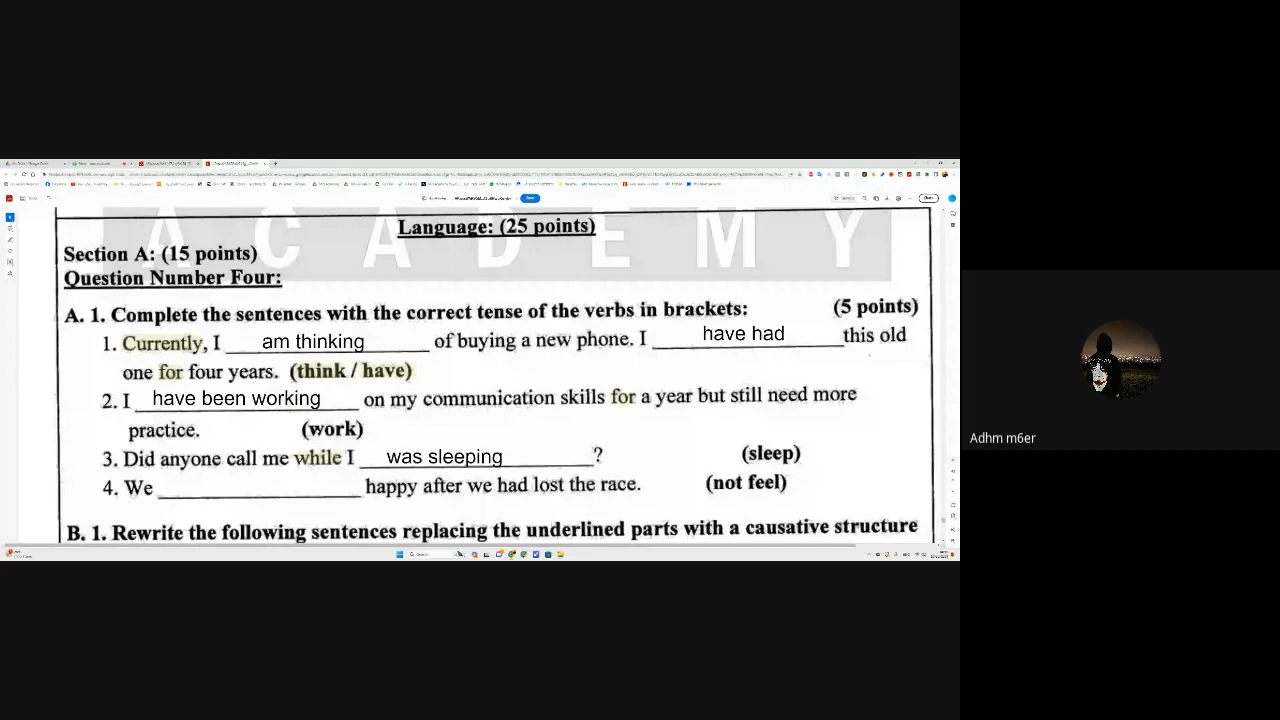 A C A D E M Y
Language: (25 points)
Section A: (15 points)
Question Number Four:
A. 1. Complete the sentences with the correct tense of the verbs in brackets: (5 points)
1. Currently, I am thinking of buying a new phone. I have had this old
one for four years. (think / have)
2. I have been working on my communication skills for a year but still need more
practice. (work)
3. Did anyone call me while I was sleeping ? (sleep)
4. We ____________ happy after we had lost the race. (not feel)
B. 1. Rewrite the following sentences replacing the underlined parts with a causative structure
Adhm m6er